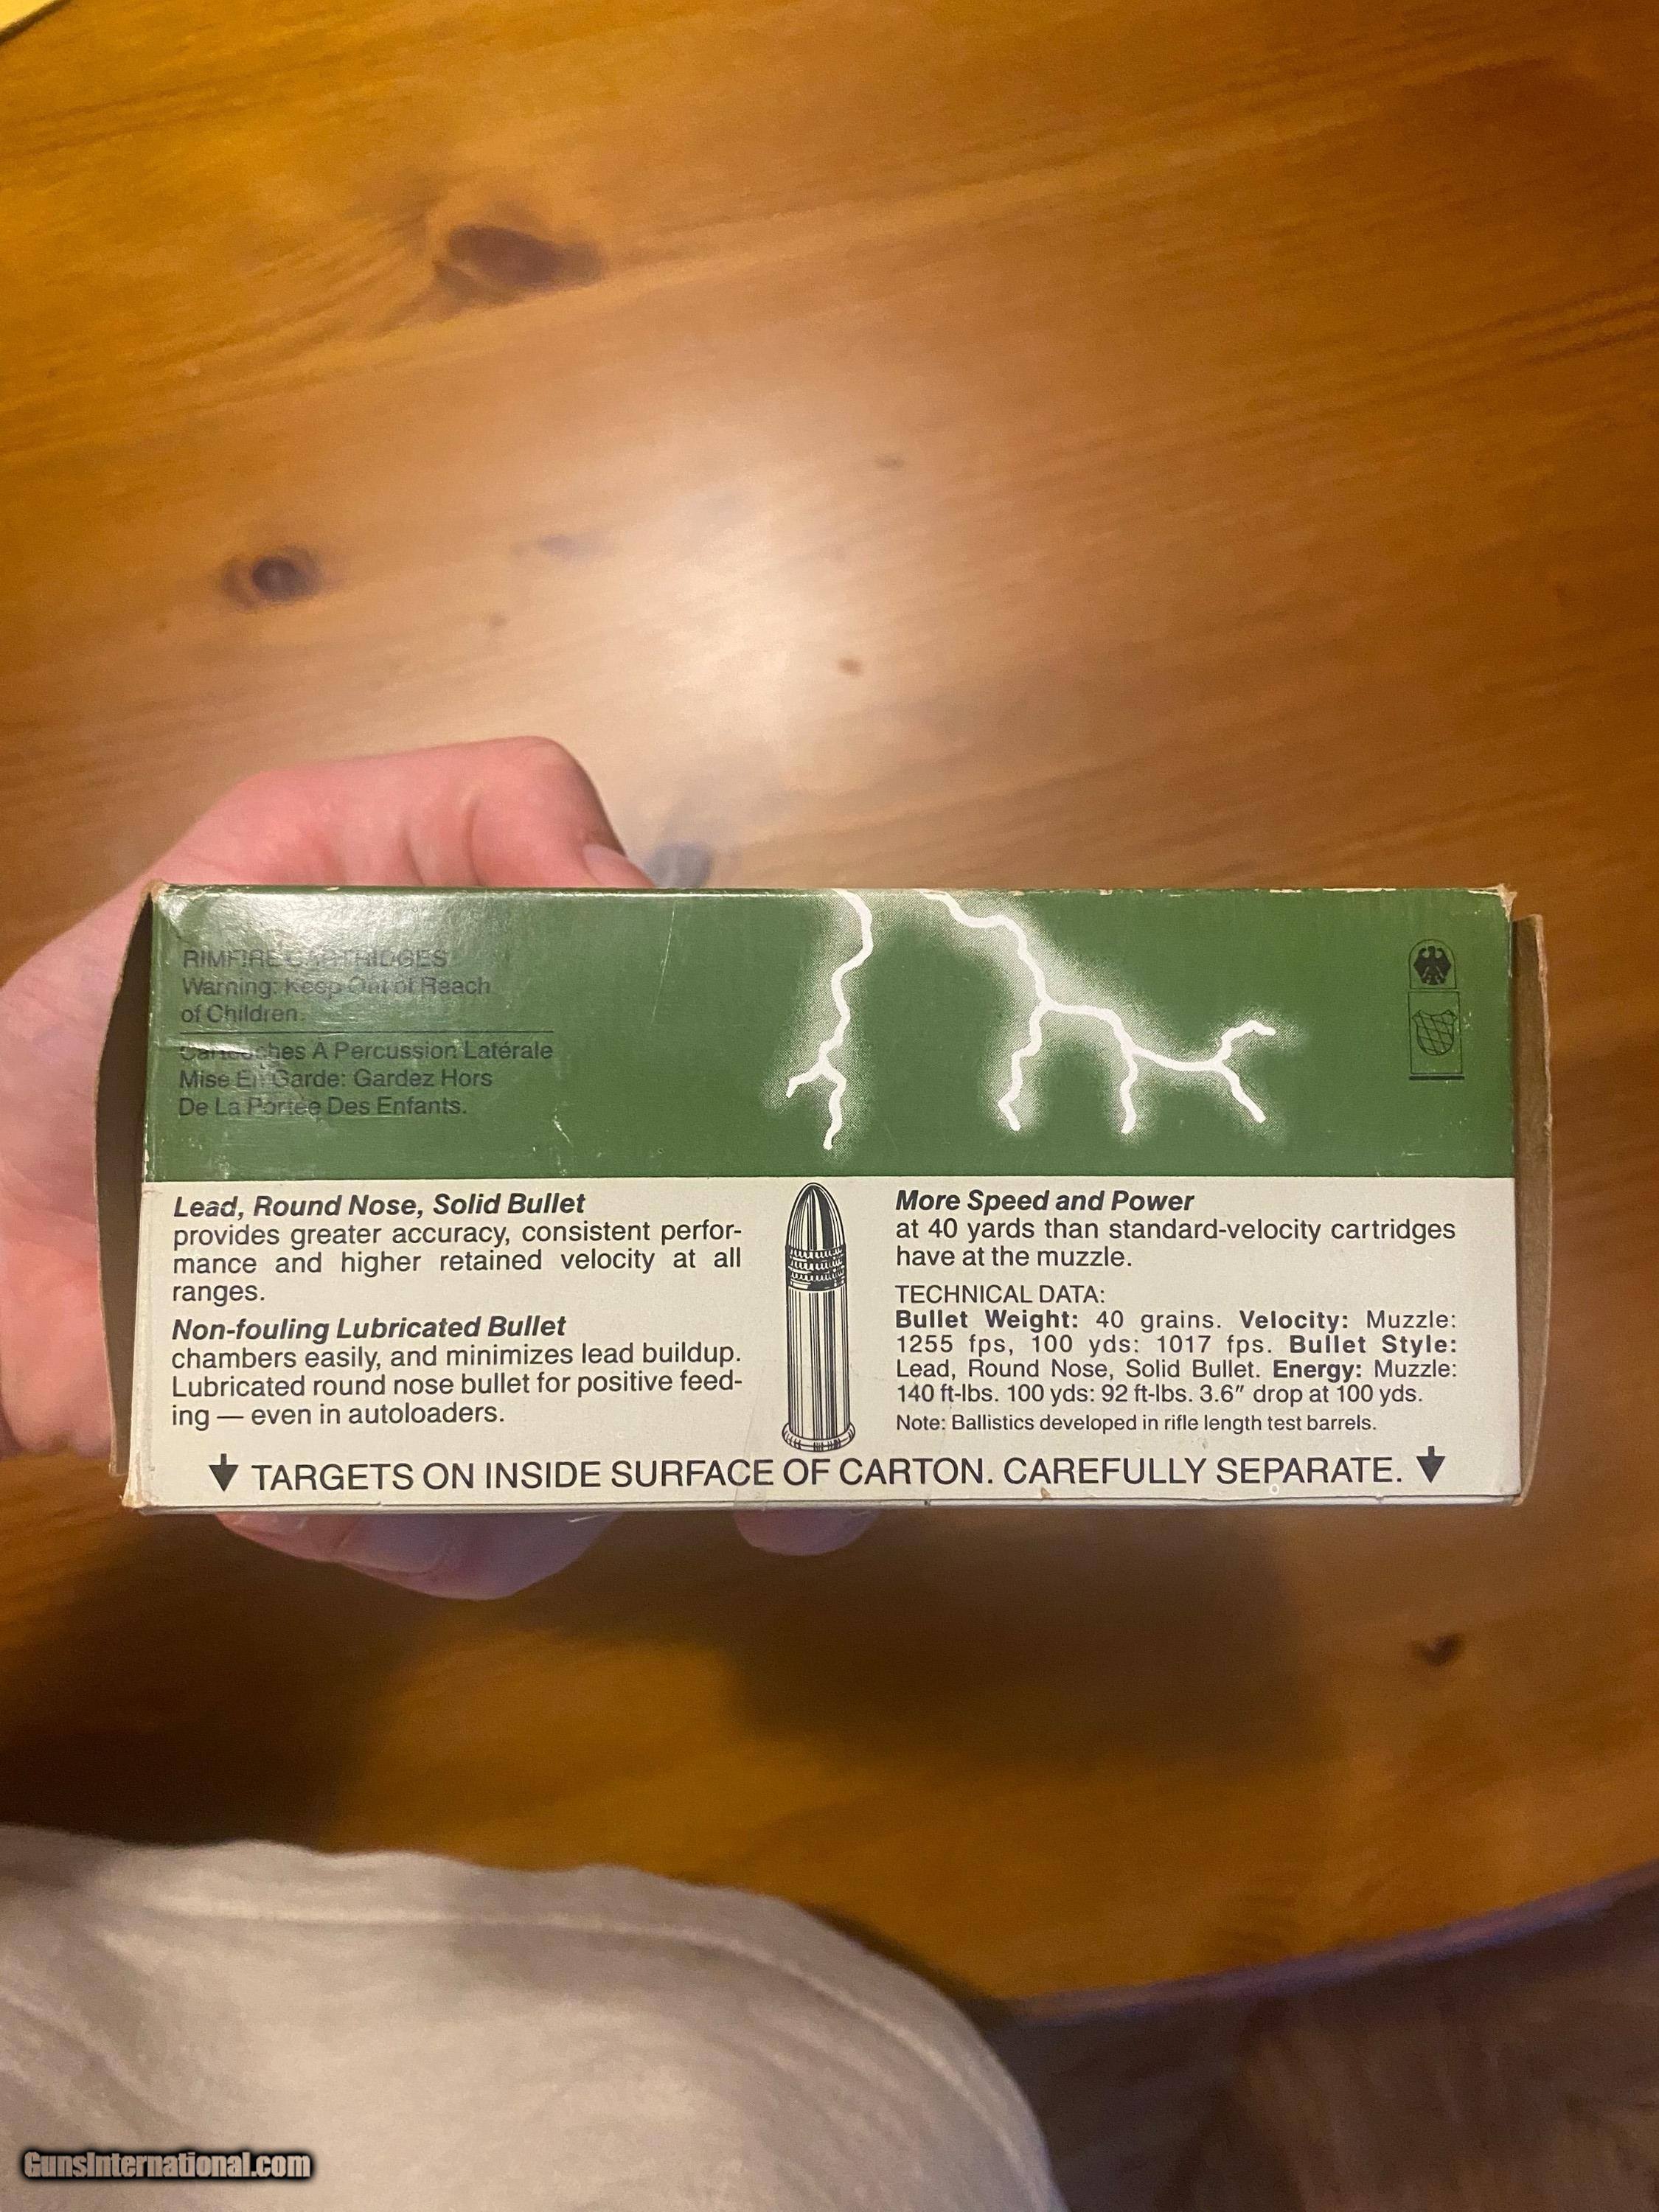 RIMFIRE CARTRIDGES
Warning: Keep Out of Reach
of Children.
Cartouches A Percussion Latérale
Mise En Garde: Gardez Hors
De La Portée Des Enfants.
Lead, Round Nose, Solid Bullet
provides greater accuracy, consistent perfor-
mance and higher retained velocity at all
ranges.
Non-fouling Lubricated Bullet
chambers easily, and minimizes lead buildup.
Lubricated round nose bullet for positive feed-
ing — even in autoloaders.
More Speed and Power
at 40 yards than standard-velocity cartridges
have at the muzzle.
TECHNICAL DATA:
Bullet Weight: 40 grains. Velocity: Muzzle:
1255 fps, 100 yds: 1017 fps. Bullet Style:
Lead, Round Nose, Solid Bullet. Energy: Muzzle:
140 ft-lbs. 100 yds: 92 ft-lbs. 3.6″ drop at 100 yds.
Note: Ballistics developed in rifle length test barrels.
TARGETS ON INSIDE SURFACE OF CARTON. CAREFULLY SEPARATE.
GunsInternational.com